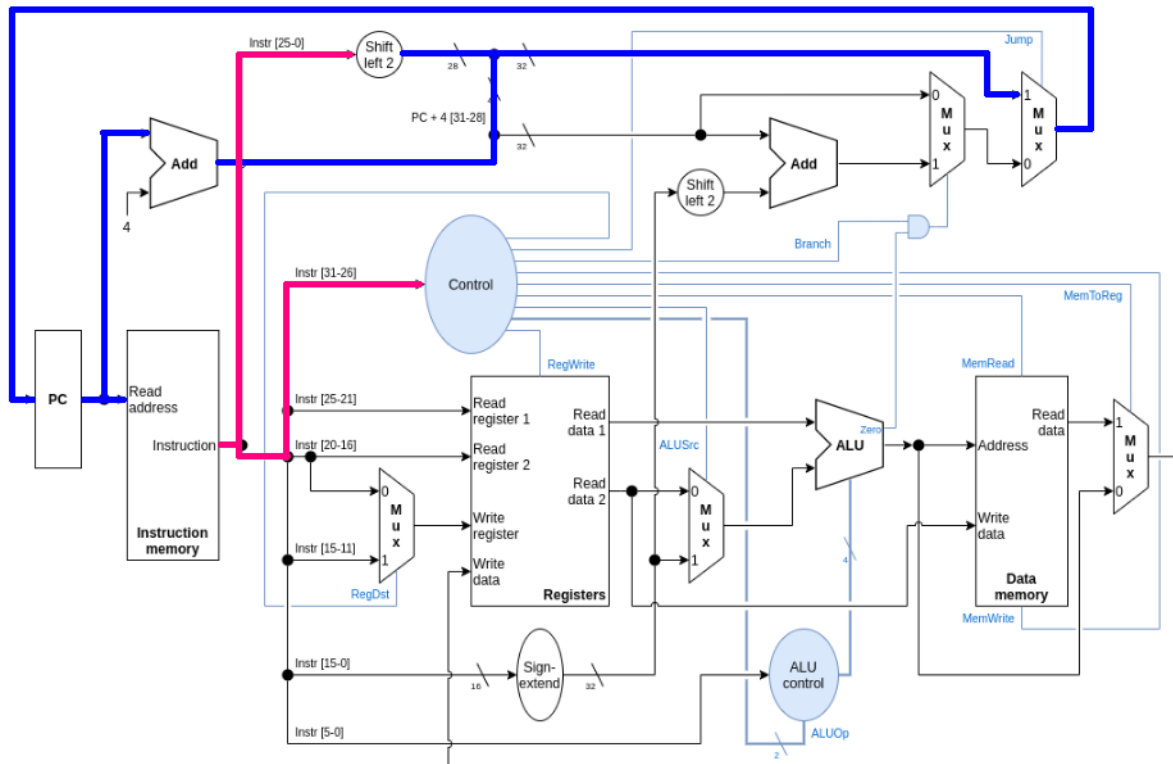 Instr [25-0]
Shift
left 2
28
32
Jump
PC + 4 [31-28]
32
0
M
u
x
1
1
M
u
x
0
Add
4
Add
Shift
left 2
Branch
Instr [31-26]
Control
MemToReg
PC
Read
address
Instruction
Instruction
memory
RegWrite
MemRead
Instr [25-21]
Read
register 1
Read
data 1
Instr [20-16]
Read
register 2
Read
data 2
0
M
u
x
1
Write
register
Write
data
Registers
Instr [15-11]
RegDst
ALUSrc
0
M
u
x
1
Zero
ALU
4
Address
Read
data
Write
data
Data
memory
MemWrite
1
M
u
x
0
Instr [15-0]
16
Sign-
extend
32
ALU
control
Instr [5-0]
ALUOp
2